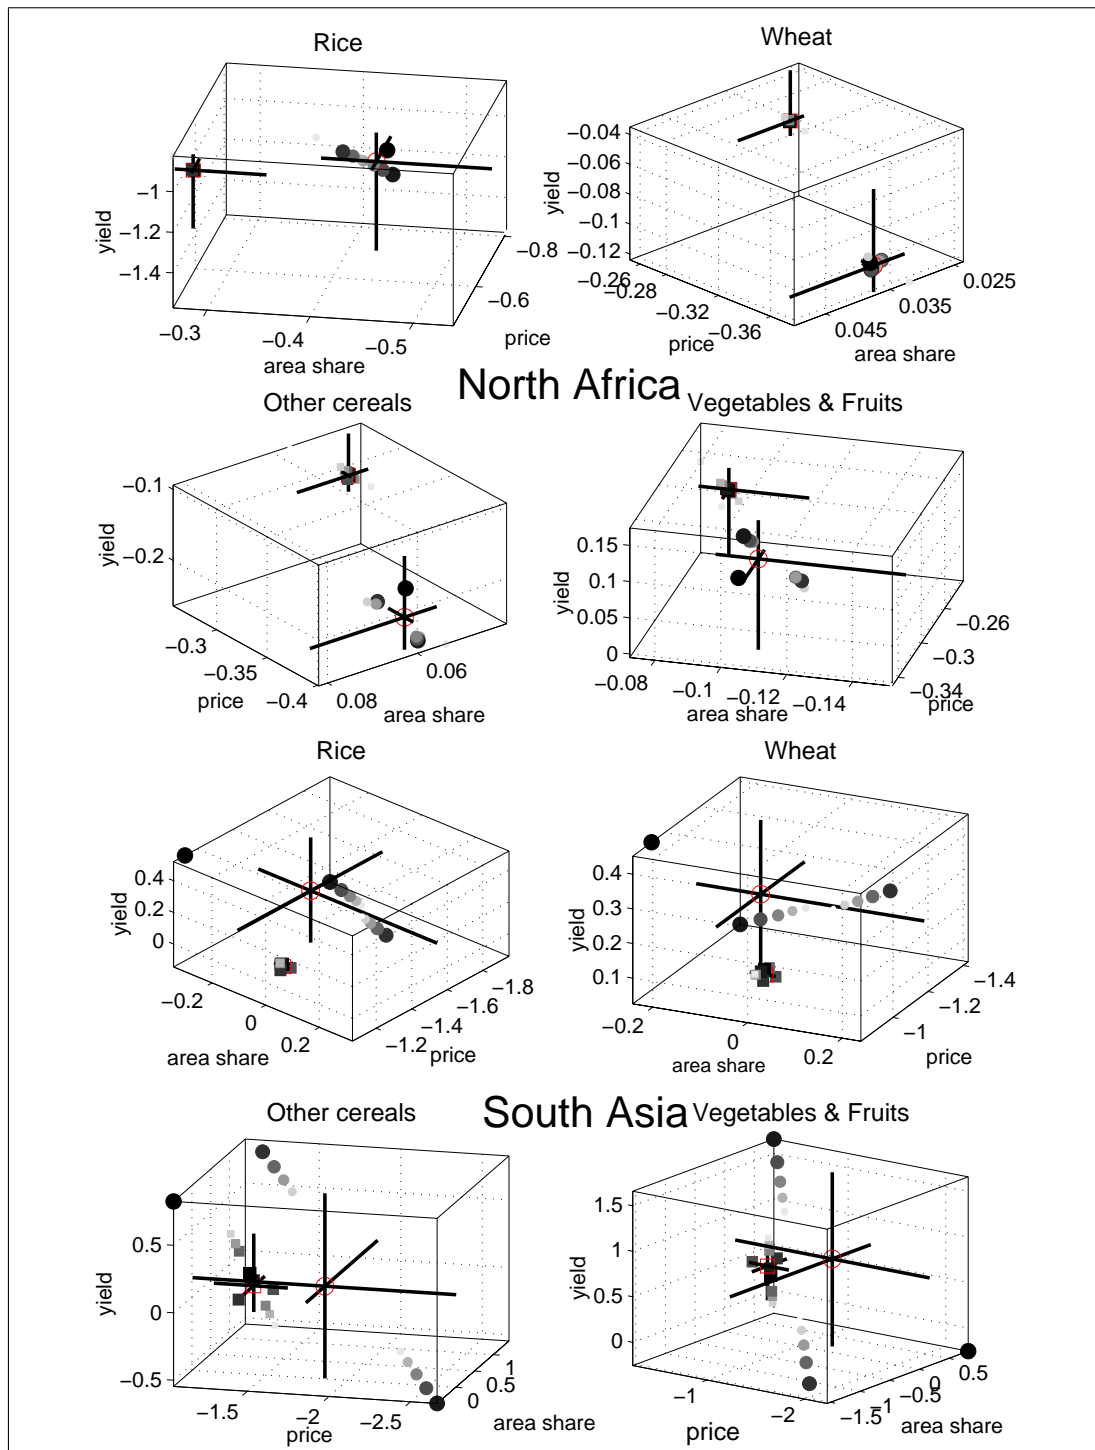 Rice
Wheat
−1
−1.2
−1.4
yield
−0.3
−0.4
−0.5
area share
−0.8
−0.6
price
−0.04
−0.06
−0.08
−0.1
−0.12
yield
−0.26
−0.28
−0.32
−0.36
price
0.045
0.035
0.025
area share
North Africa
Other cereals
Vegetables & Fruits
−0.1
−0.2
yield
−0.3
−0.35
−0.4
price
0.08
0.06
area share
0.15
0.1
0.05
0
yield
−0.08
−0.1
−0.12
−0.14
area share
−0.26
−0.3
−0.34
price
Rice
Wheat
0.4
0.2
0
yield
−0.2
0
0.2
area share
−1.8
−1.6
−1.4
−1.2
price
0.4
0.3
0.2
0.1
yield
−0.2
0
0.2
area share
−1.4
−1.2
−1
price
South Asia
Other cereals
Vegetables & Fruits
0.5
0
−0.5
yield
−1.5
−2
−2.5
price
1
0.5
0
area share
1.5
1
0.5
0
yield
−1
−2
price
0.5
0
−0.5
−1
−1.5
area share